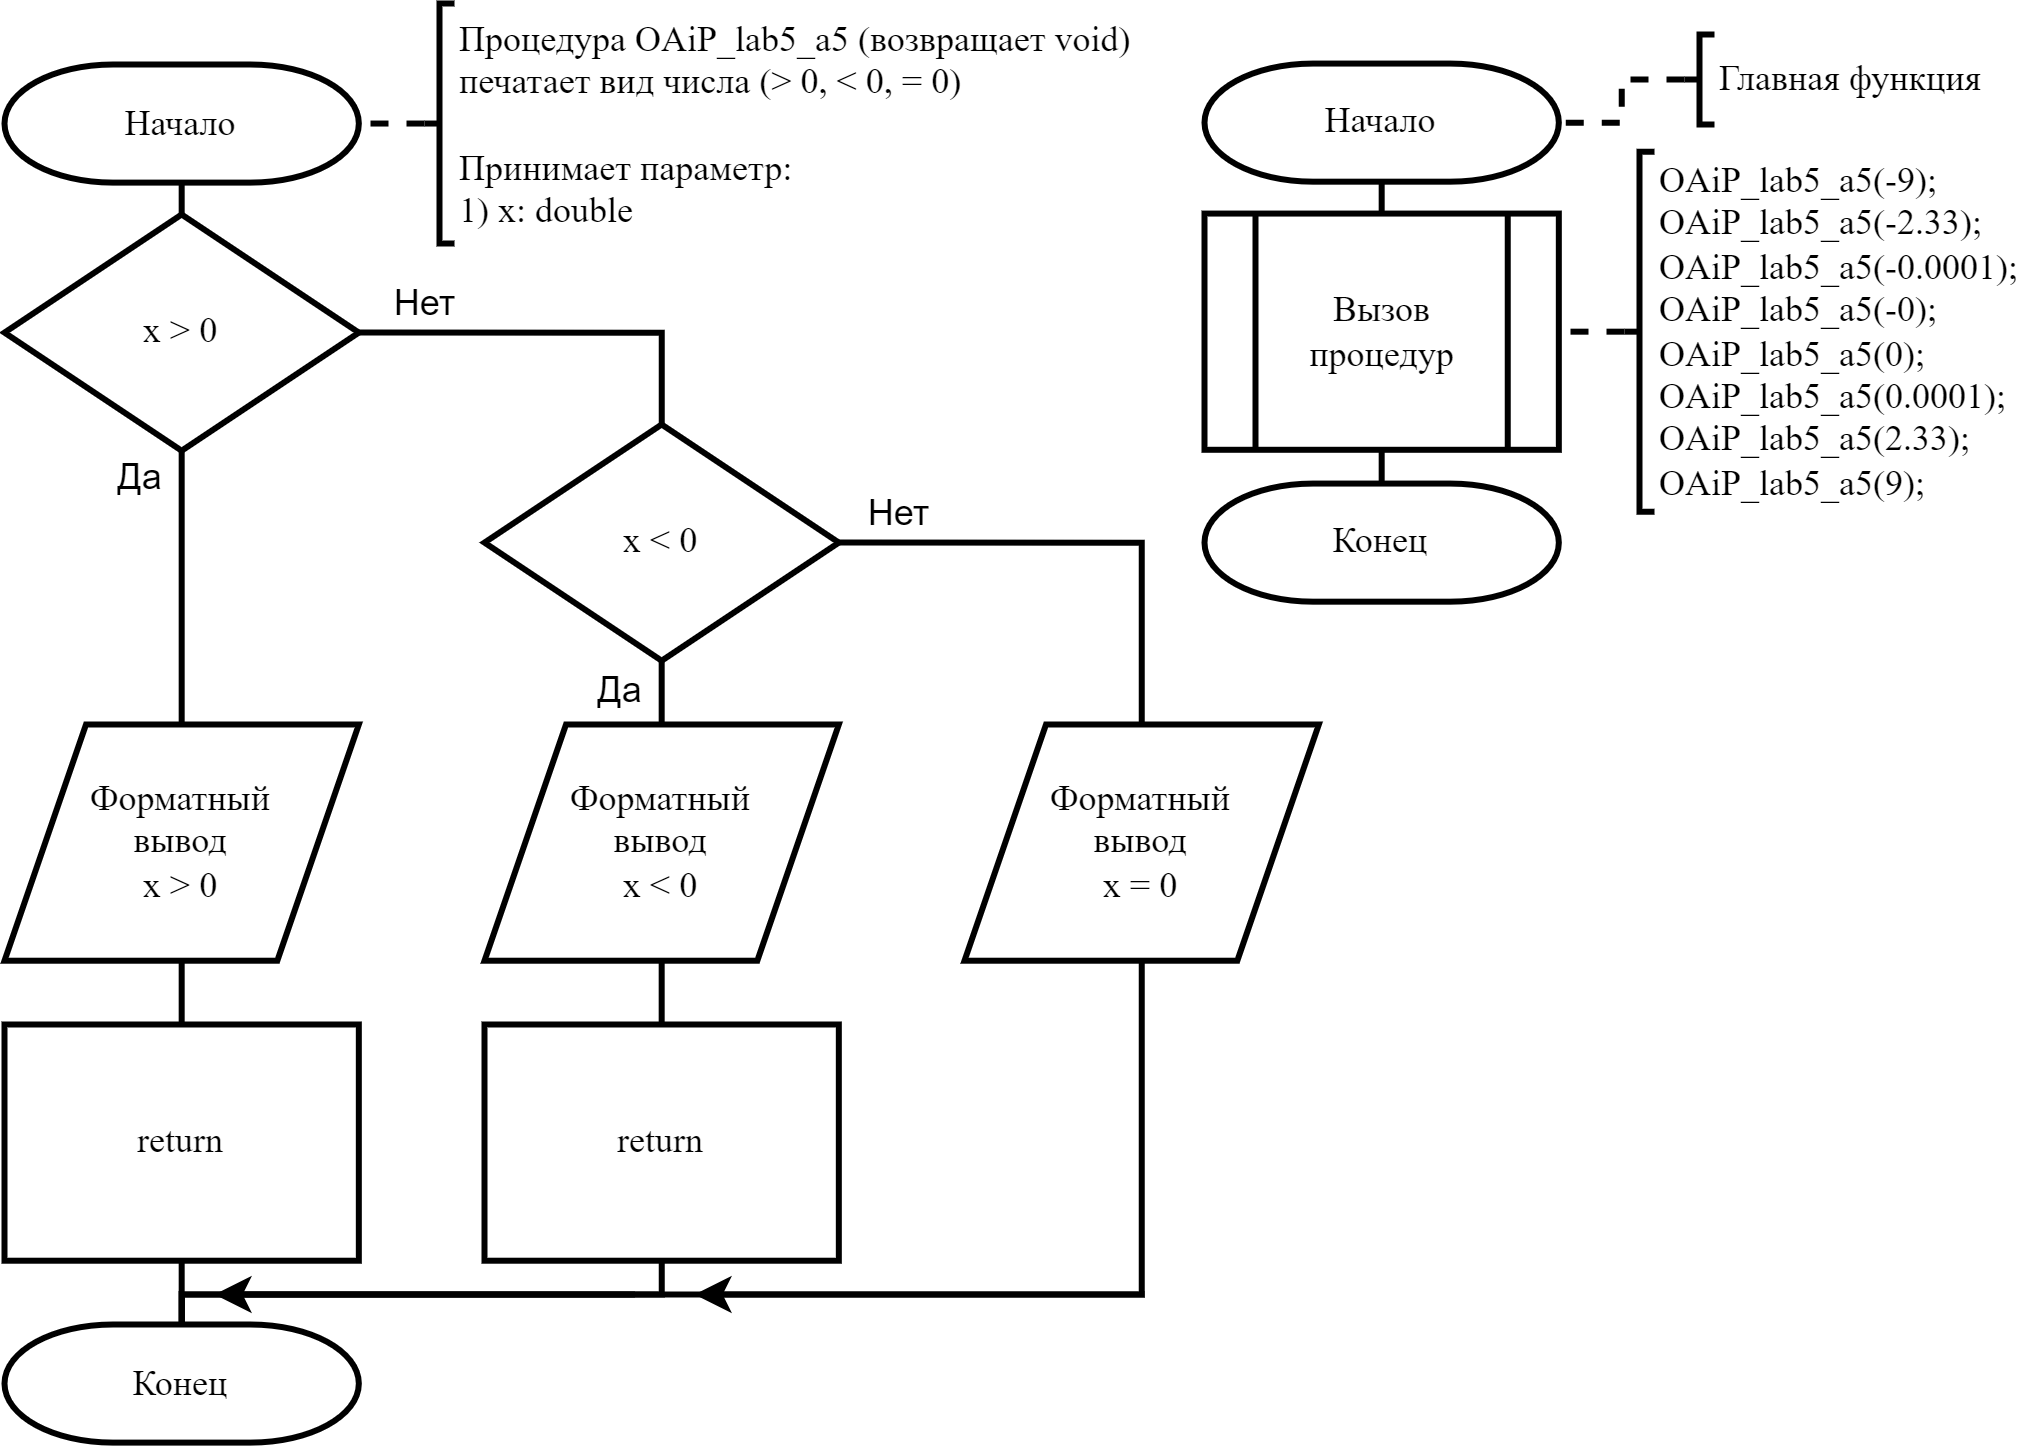 Процедура OAiP_lab5_a5 (возвращает void)
печатает вид числа (> 0, < 0, = 0)
Принимает параметр:
1) x: double
Начало
x > 0
Нет
Да
x < 0
Нет
Да
Форматный
вывод
x > 0
Форматный
вывод
x < 0
Форматный
вывод
x = 0
return
return
Конец
Главная функция
Начало
Вызов
процедур
OAiP_lab5_a5(-9);
OAiP_lab5_a5(-2.33);
OAiP_lab5_a5(-0.0001);
OAiP_lab5_a5(-0);
OAiP_lab5_a5(0);
OAiP_lab5_a5(0.0001);
OAiP_lab5_a5(2.33);
OAiP_lab5_a5(9);
Конец